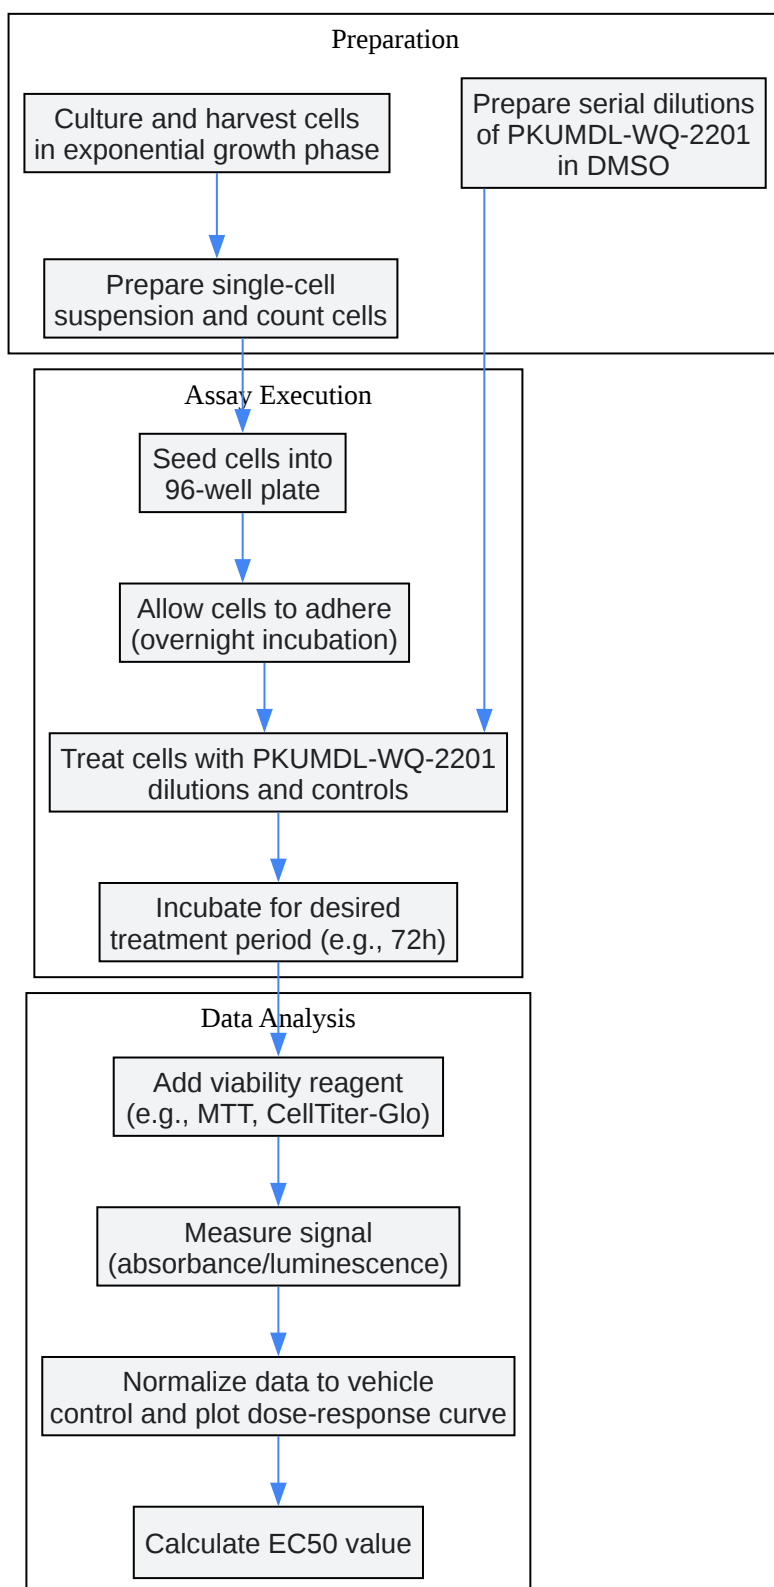 Preparation
Culture and harvest cells
in exponential growth phase
Prepare serial dilutions
of PKUMDL-WQ-2201
in DMSO
Prepare single-cell
suspension and count cells
Assay Execution
Seed cells into
96-well plate
Allow cells to adhere
(overnight incubation)
Treat cells with PKUMDL-WQ-2201
dilutions and controls
Incubate for desired
treatment period (e.g., 72h)
Data Analysis
Add viability reagent
(e.g., MTT, CellTiter-Glo)
Measure signal
(absorbance/luminescence)
Normalize data to vehicle
control and plot dose-response curve
Calculate EC50 value